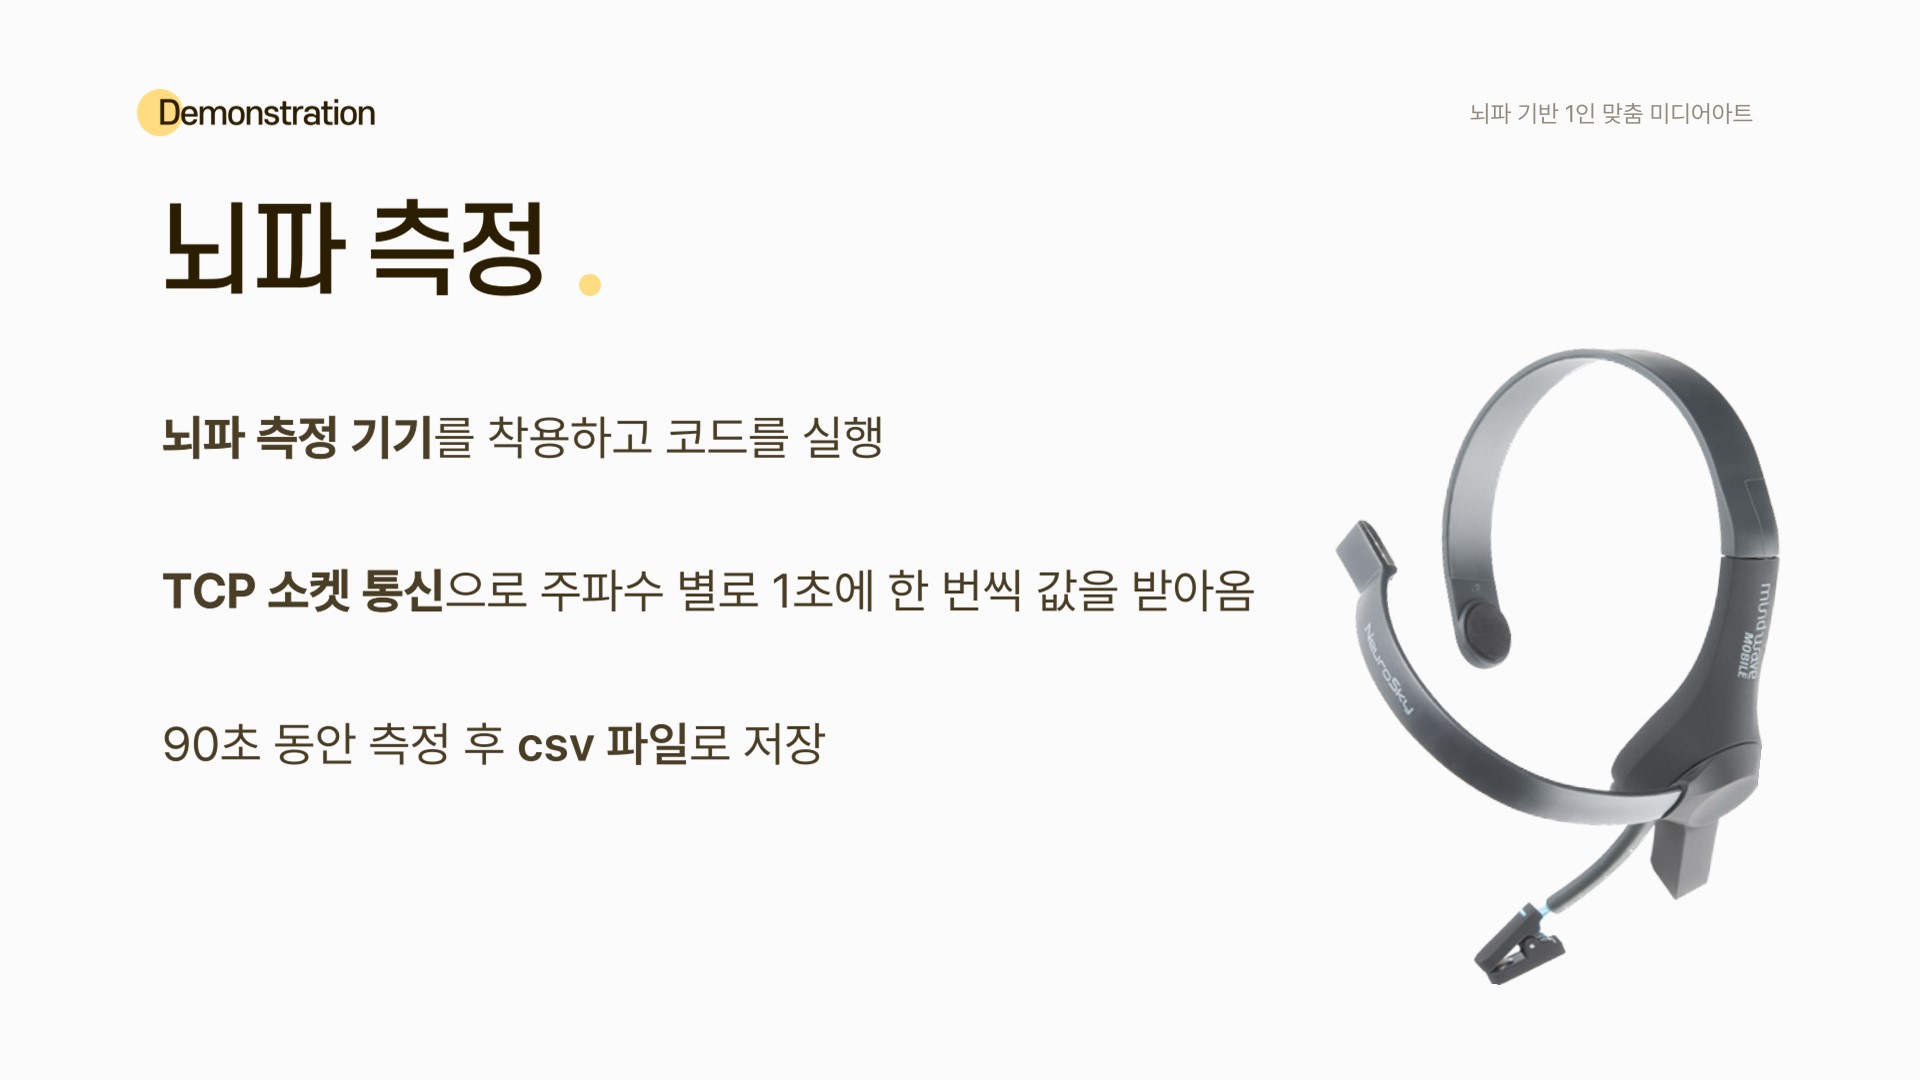 Demonstration
뇌파 기반 1인 맞춤 미디어아트
뇌파 측정 .
뇌파 측정 기기를 착용하고 코드를 실행
TCP 소켓 통신으로 주파수 별로 1초에 한 번씩 값을 받아옴
90초 동안 측정 후 csv 파일로 저장
NeuroSky
mindwave
MOBILE